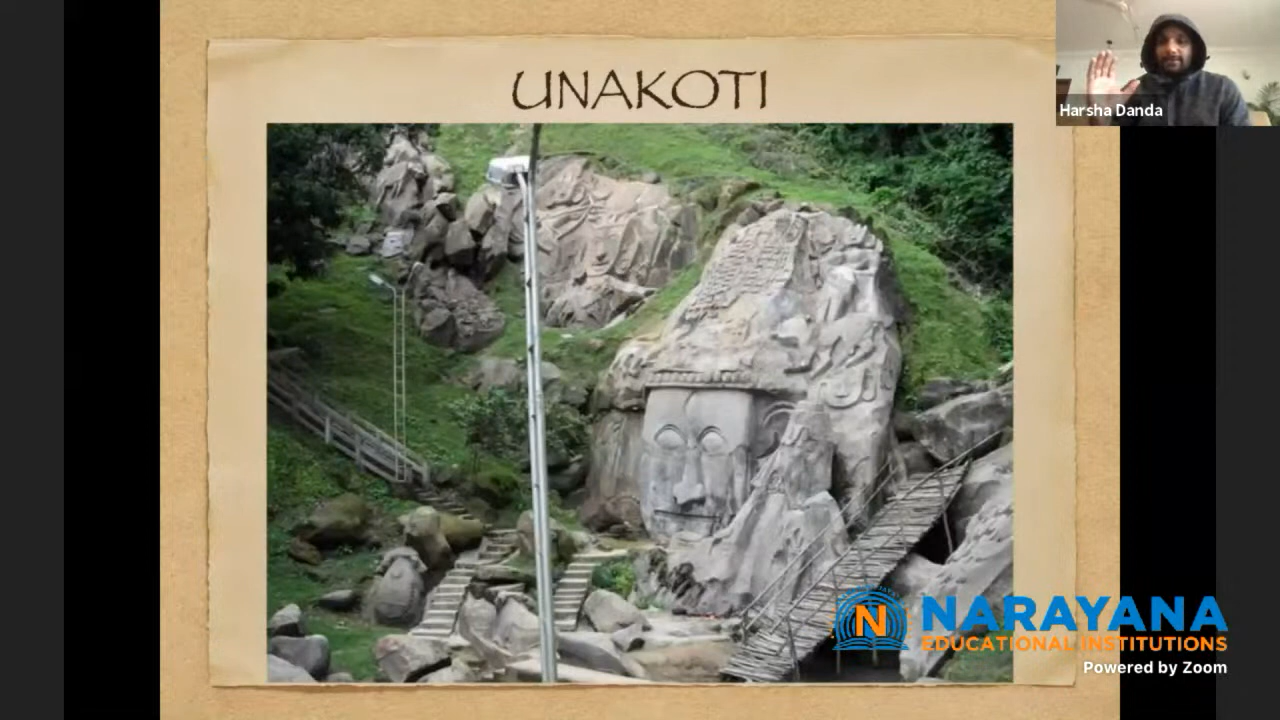 UNAKOTI
Harsha Danda
N
NARAYANA
EDUCATIONAL INSTITUTIONS
Powered by Zoom